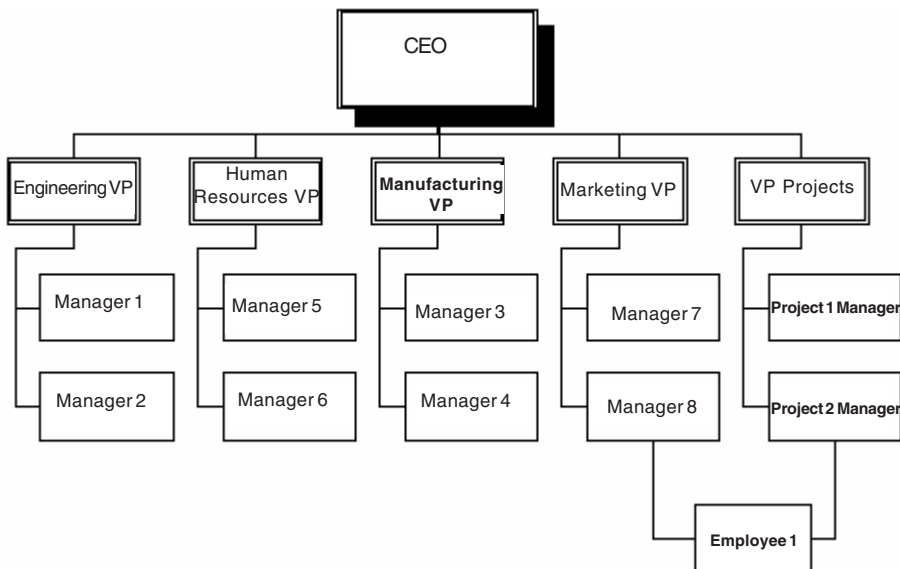 CEO
Engineering VP
Human
Resources VP
Manufacturing
VP
Marketing VP
VP Projects
Manager 1
Manager 5
Manager 3
Manager 7
Project 1 Manager
Manager 2
Manager 6
Manager 4
Manager 8
Project 2 Manager
Employee 1